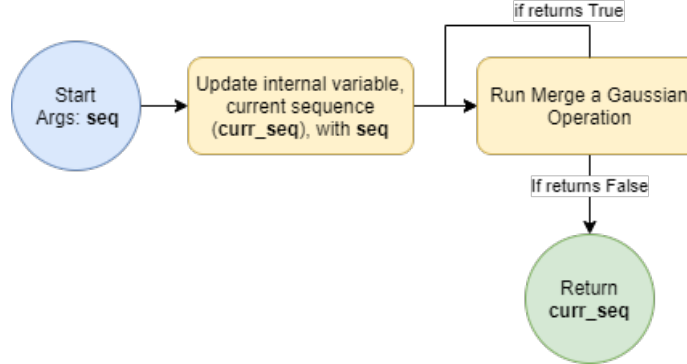 if returns True
Start
Args: seq
Update internal variable,
current sequence
(curr_seq), with seq
Run Merge a Gaussian
Operation
If returns False
Return
curr_seq